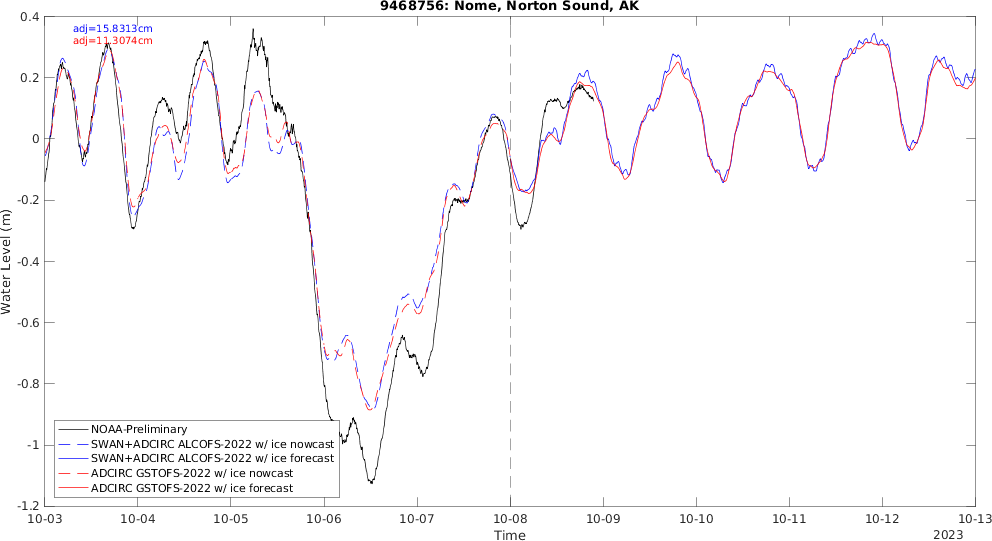 9468756: Nome, Norton Sound, AK
adj=15.8313cm
adj=11.3074cm
0.4
0.2
0
-0.2
-0.4
-0.6
-0.8
-1
-1.2
Water Level (m)
NOAA-Preliminary
SWAN+ADCIRC ALCOFS-2022 w/ ice nowcast
SWAN+ADCIRC ALCOFS-2022 w/ ice forecast
ADCIRC GSTOFS-2022 w/ ice nowcast
ADCIRC GSTOFS-2022 w/ ice forecast
10-03 10-04 10-05 10-06 10-07 10-08 10-09 10-10 10-11 10-12 10-13
Time
2023